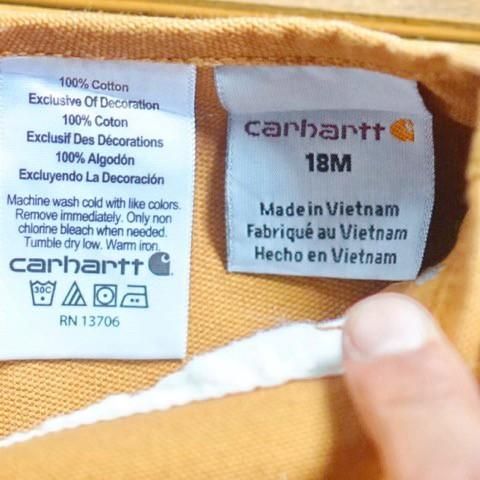 100% Cotton
Exclusive Of Decoration
100% Coton
Exclusif Des Décorations
100% Algodón
Excluyendo La Decoración
Machine wash cold with like colors.
Remove immediately. Only non
chlorine bleach when needed.
Tumble dry low. Warm iron.
carhartt
30C
RN 13706
carhartt
18M
Made in Vietnam
Fabriqué au Vietnam
Hecho en Vietnam